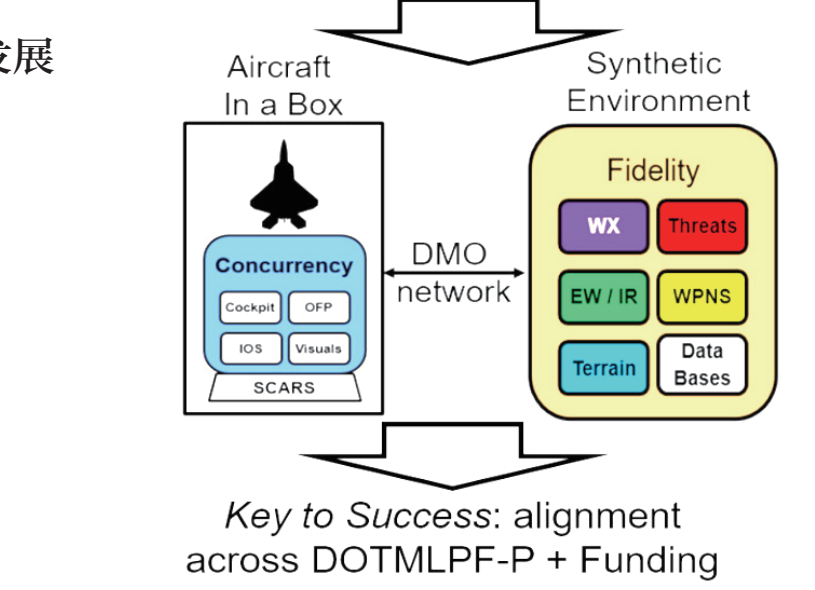 发展
Aircraft
In a Box
Synthetic
Environment
Concurrency
Cockpit
OFP
IOS
Visuals
SCARS
DMO
network
Fidelity
WX
Threats
EW / IR
WPNS
Terrain
Data
Bases
Key to Success: alignment
across DOTMLPF-P + Funding